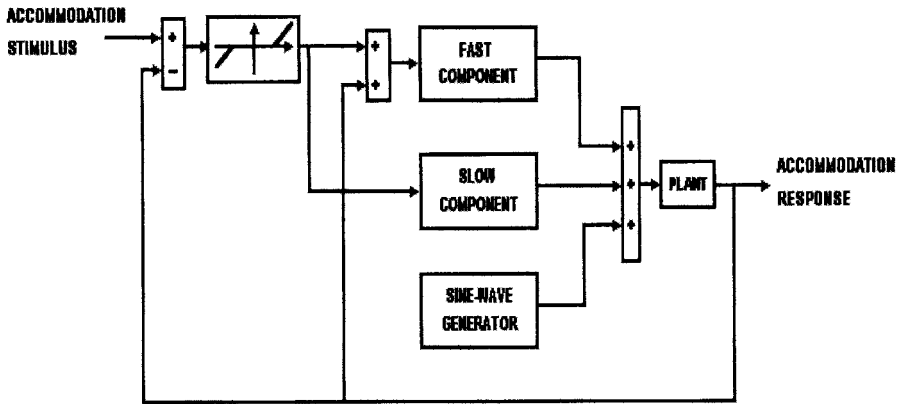 ACCOMMODATION
STIMULUS
+
−
+
+
FAST
COMPONENT
SLOW
COMPONENT
SINE-WAVE
GENERATOR
+
+
+
PLANT
ACCOMMODATION
RESPONSE